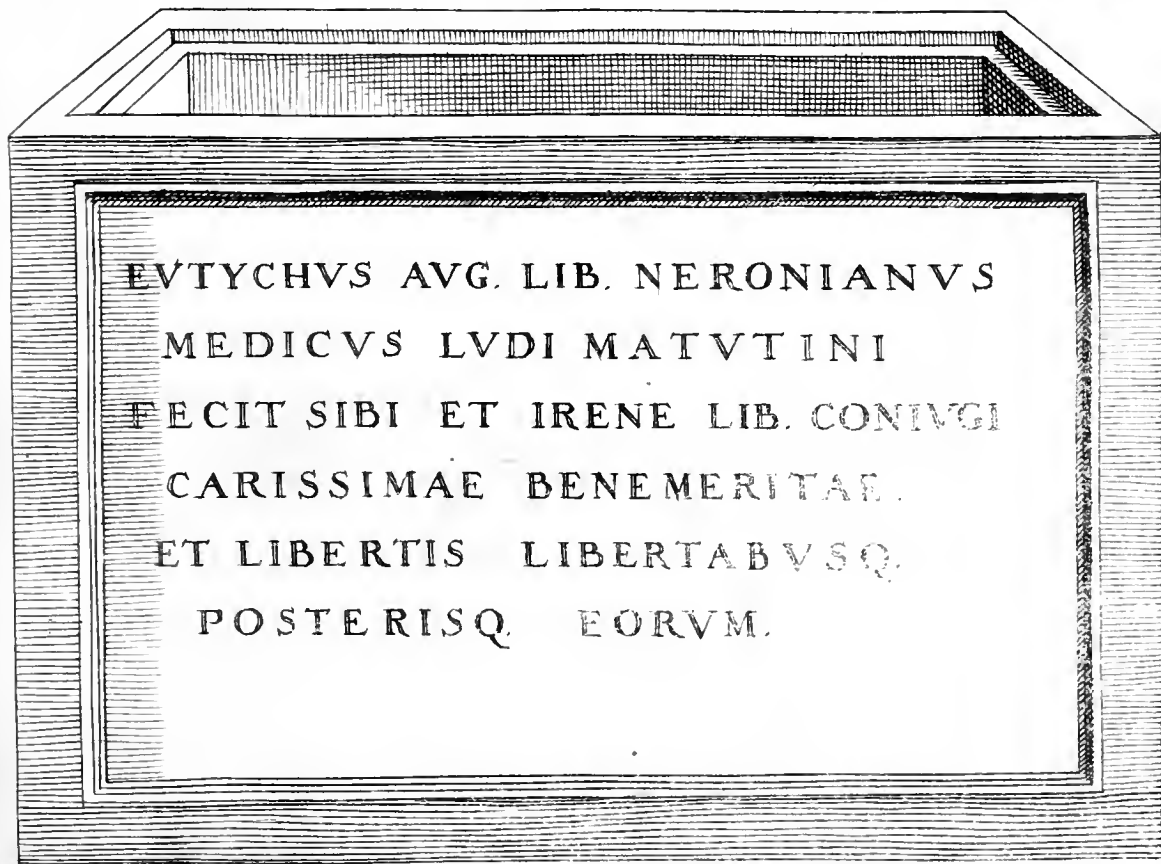 EVTYCHVS AVG. LIB. NERONIANVS
MEDICVS LVDI MATVTINI
FECIT SIBI ET IRENE LIB. CONIVGI
CARISSIMAE BENEMERITAE.
ET LIBERTIS LIBERTABVSQ.
POSTERISQ. EORVM.